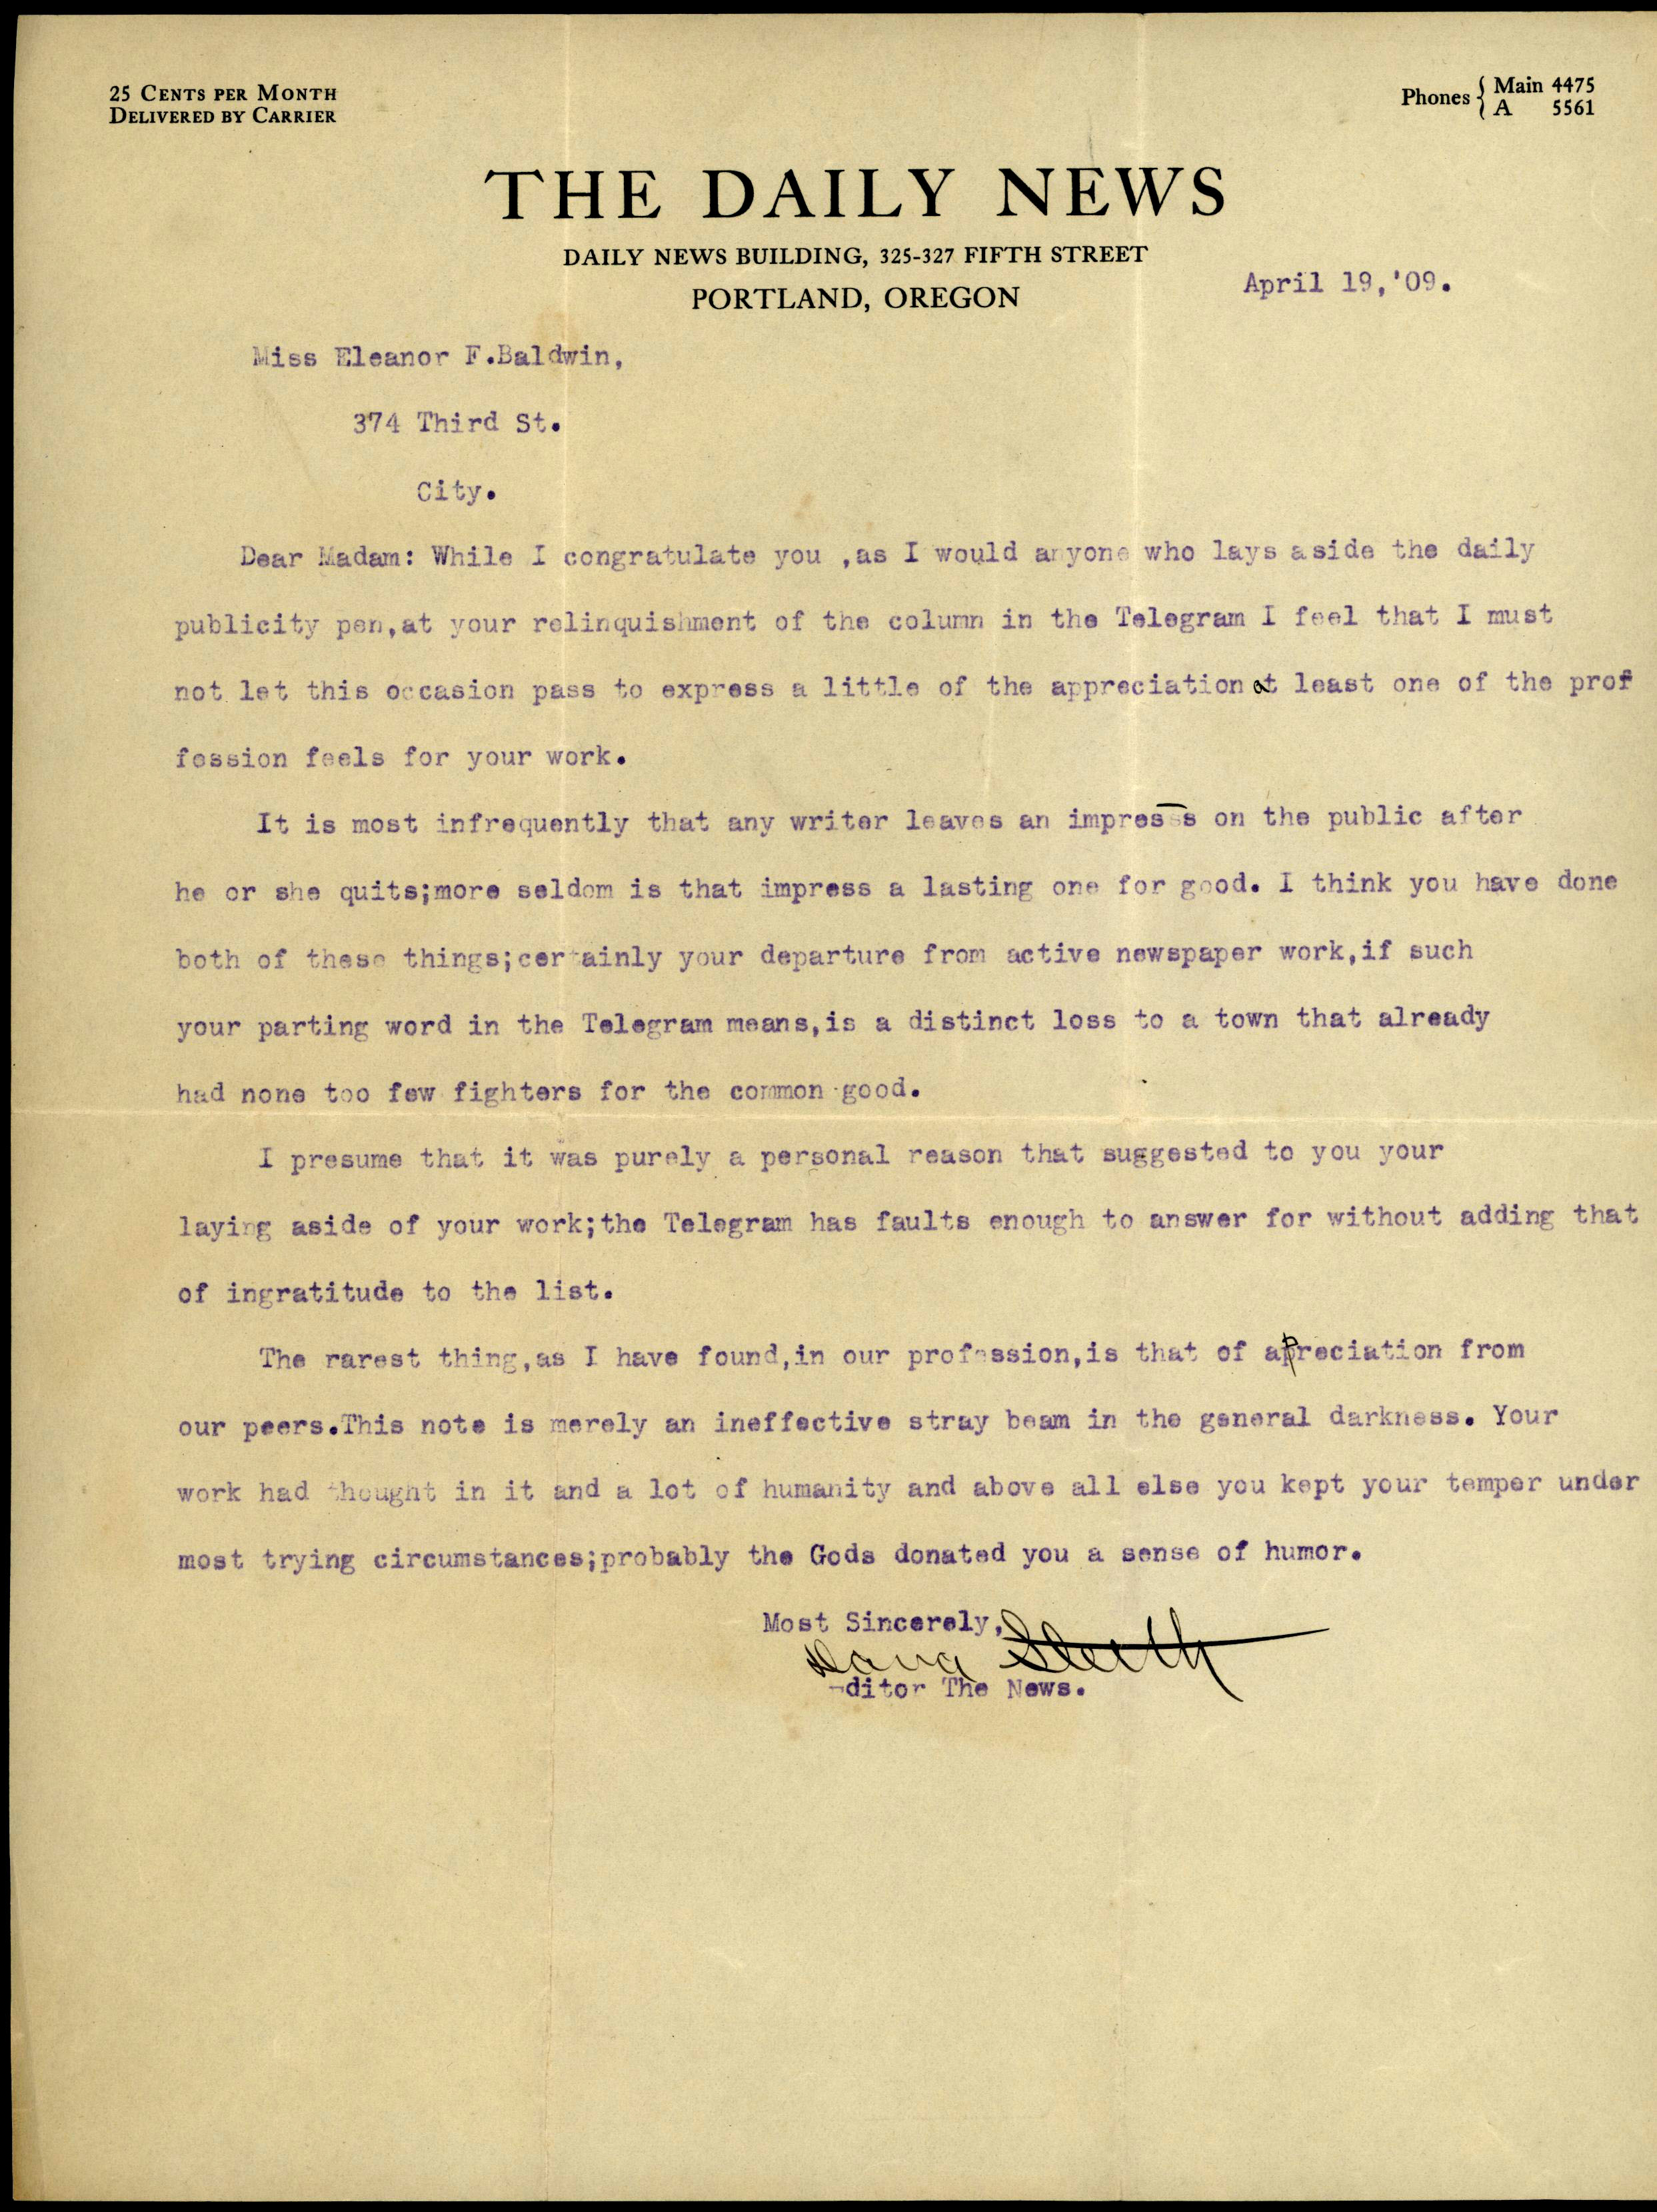 25 CENTS PER MONTH
DELIVERED BY CARRIER
Phones { Main 4475
A 5561
THE DAILY NEWS
DAILY NEWS BUILDING, 325-327 FIFTH STREET
PORTLAND, OREGON
April 19,'09.
Miss Eleanor F.Baldwin,
374 Third St.
City.
Dear Madam: While I congratulate you ,as I would anyone who lays aside the daily
publicity pen,at your relinquishment of the column in the Telegram I feel that I must
not let this occasion pass to express a little of the appreciation at least one of the prof
fession feels for your work.
It is most infrequently that any writer leaves an impresss on the public after
he or she quits;more seldom is that impress a lasting one for good. I think you have done
both of these things;certainly your departure from active newspaper work,if such
your parting word in the Telegram means,is a distinct loss to a town that already
had none too few fighters for the common good.
I presume that it was purely a personal reason that suggested to you your
laying aside of your work;the Telegram has faults enough to answer for without adding that
of ingratitude to the list.
The rarest thing,as I have found,in our profession,is that of appreciation from
our peers.This note is merely an ineffective stray beam in the general darkness. Your
work had thought in it and a lot of humanity and above all else you kept your temper under
most trying circumstances;probably the Gods donated you a sense of humor.
Most Sincerely,
Dana Sleeth
Editor The News.